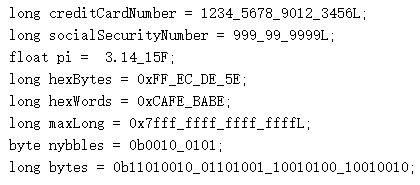 long creditCardNumber = 1234_5678_9012_3456L;
long socialSecurityNumber = 999_99_9999L;
float pi =  3.14_15F;
long hexBytes = 0xFF_EC_DE_5E;
long hexWords = 0xCAFE_BABE;
long maxLong = 0x7fff_ffff_ffff_ffffL;
byte nybbles = 0b0010_0101;
long bytes = 0b11010010_01101001_10010100_10010010;